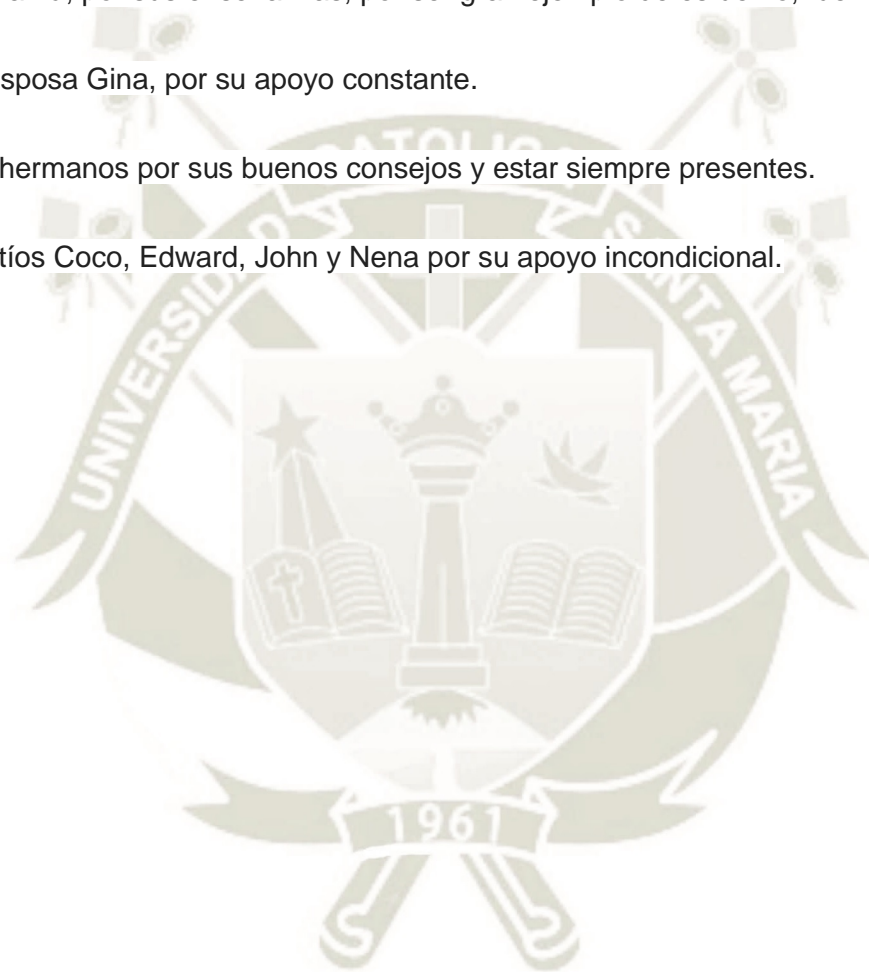 sposa Gina, por su apoyo constante.
hermanos por sus buenos consejos y estar siempre presentes.
tíos Coco, Edward, John y Nena por su apoyo incondicional.
UNIVERSIDAD CATOLICA SANTA MARIA
1961